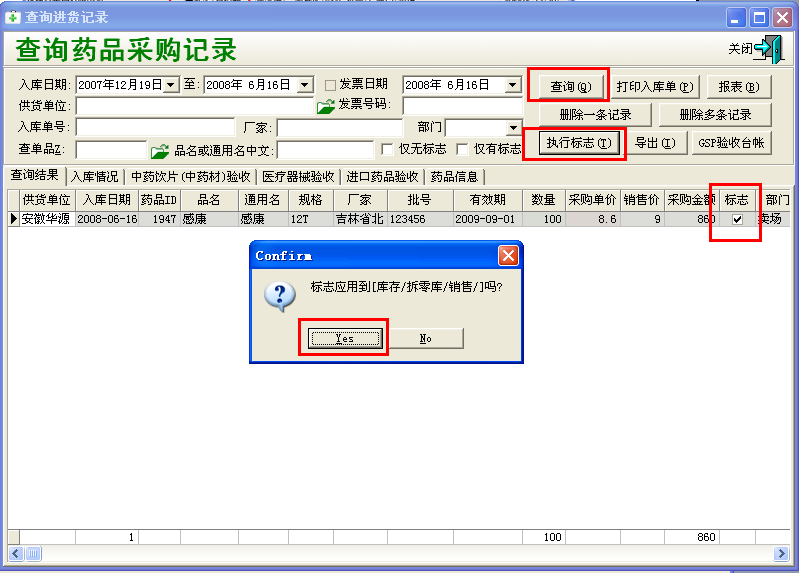 查询进货记录
查询药品采购记录
关闭
入库日期: 2007年12月19日 至: 2008年 6月16日 发票日期 2008年 6月16日 查询(Q) 打印入库单(P) 报表(B)
供货单位: 发票号码: 删除一条记录 删除多条记录
入库单号: 厂家: 部门 执行标志(T) 导出(I) GSP验收台帐
查单品Z: 品名或通用名中文: 仅无标志 仅有标志
查询结果 入库情况 中药饮片(中药材)验收 医疗器械验收 进口药品验收 药品信息
供货单位 入库日期 药品ID 品名 通用名 规格 厂家 批号 有效期 数量 采购单价 销售价 采购金额 标志 部门
安徽华源 2008-06-16 1947 感康 感康 12T 吉林省北 123456 2009-09-01 100 8.6 9 860 卖场
Confirm
标志应用到[库存/拆零库/销售/]吗?
Yes No
1 100 860